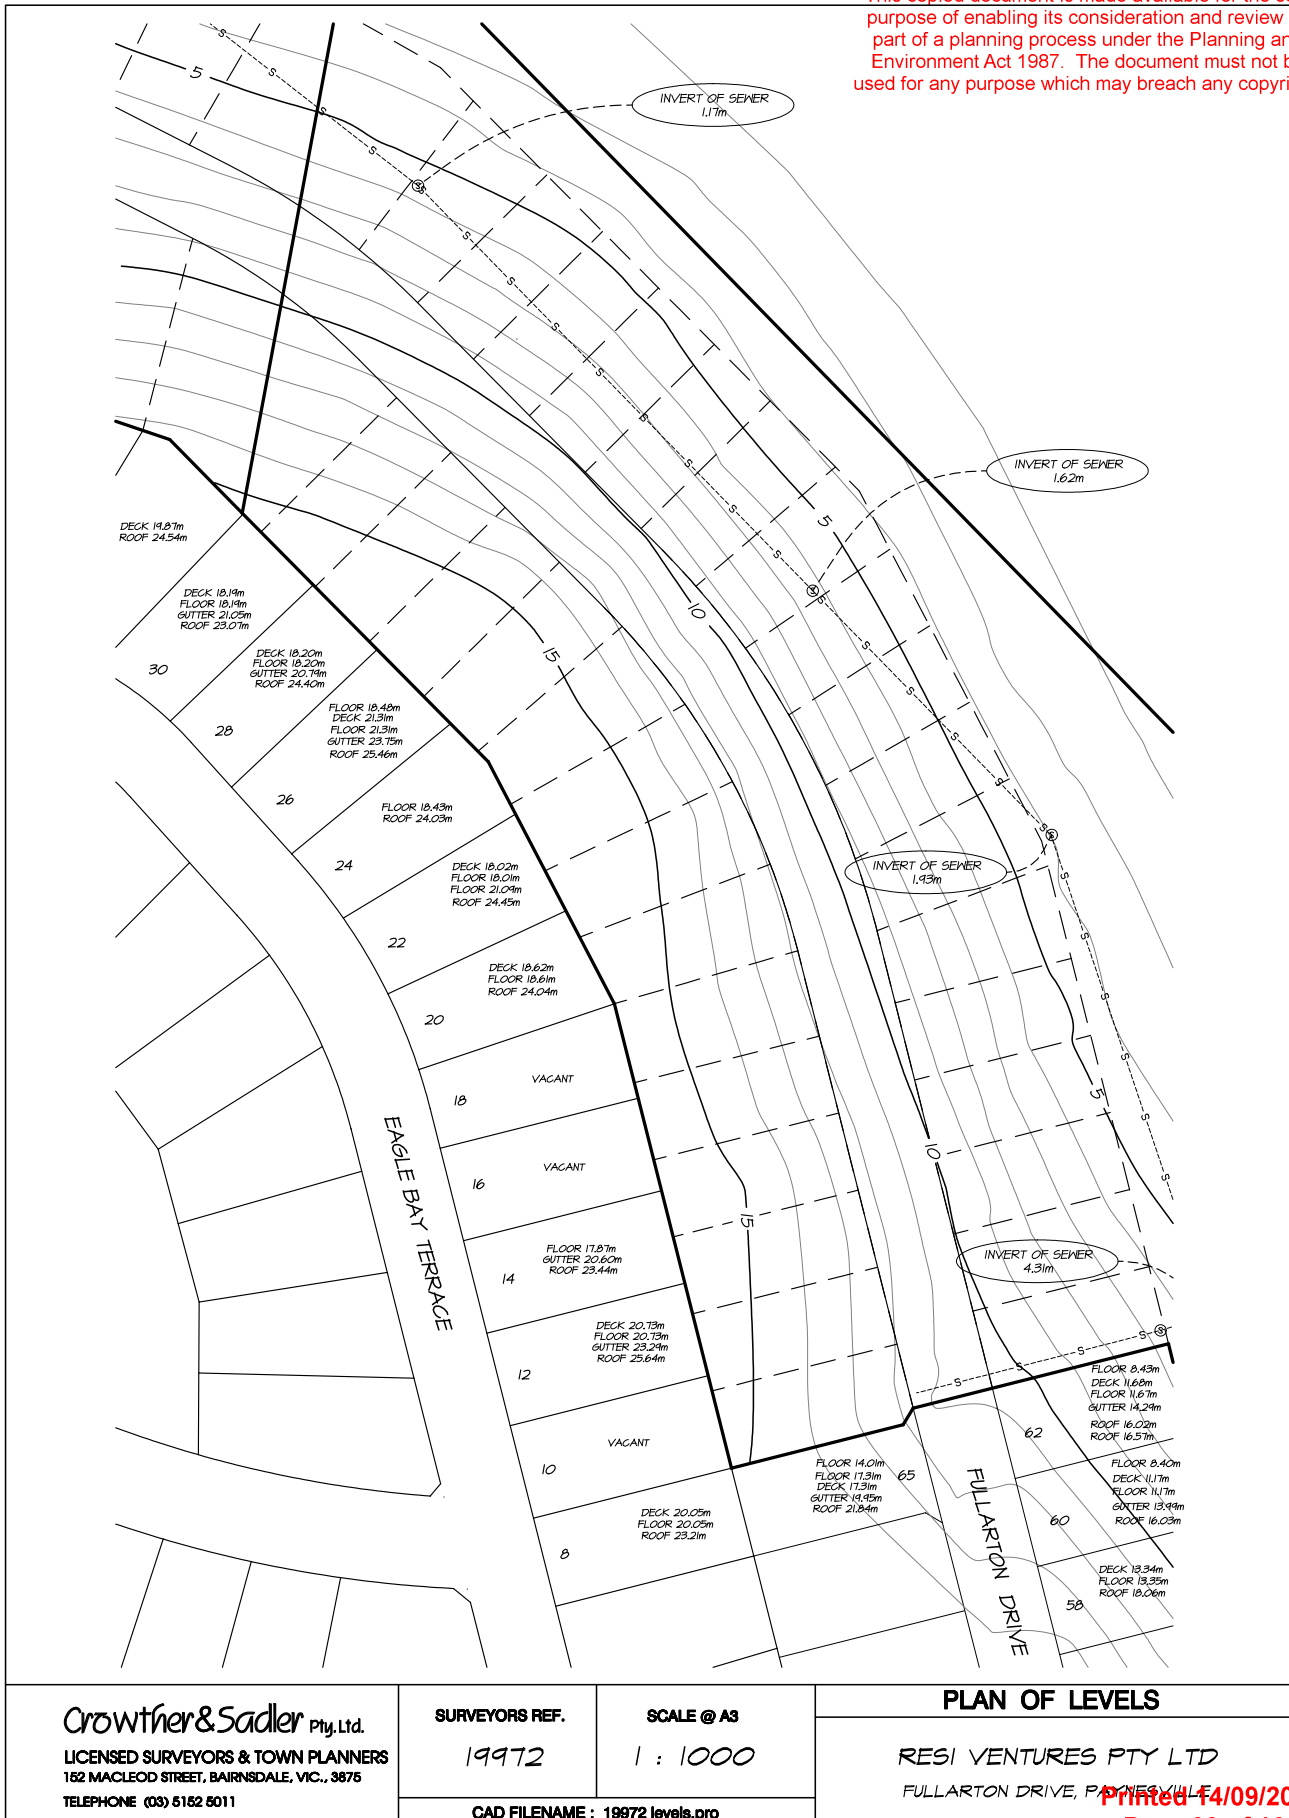 purpose of enabling its consideration and review
part of a planning process under the Planning an
Environment Act 1987. The document must not b
used for any purpose which may breach any copyri
INVERT OF SEWER
1.17m
5
INVERT OF SEWER
1.62m
5
10
15
DECK 19.87m
ROOF 24.54m
DECK 18.19m
FLOOR 18.19m
GUTTER 21.05m
ROOF 23.07m
30
DECK 18.20m
FLOOR 18.20m
GUTTER 20.79m
ROOF 24.40m
28
FLOOR 18.48m
DECK 21.31m
FLOOR 21.31m
GUTTER 23.75m
ROOF 25.46m
26
FLOOR 18.43m
ROOF 24.03m
24
DECK 18.02m
FLOOR 18.01m
FLOOR 21.09m
ROOF 24.45m
22
INVERT OF SEWER
1.93m
DECK 18.62m
FLOOR 18.61m
ROOF 24.04m
20
VACANT
18
5
10
VACANT
16
15
EAGLE BAY TERRACE
FLOOR 17.87m
GUTTER 20.60m
ROOF 23.44m
14
INVERT OF SEWER
4.31m
DECK 20.73m
FLOOR 20.73m
GUTTER 23.29m
ROOF 25.64m
12
VACANT
10
FLOOR 8.43m
DECK 11.68m
FLOOR 11.67m
GUTTER 14.29m
ROOF 16.02m
ROOF 16.57m
62
FLOOR 14.01m
FLOOR 17.31m
DECK 17.31m
GUTTER 19.95m
ROOF 21.84m
65
FLOOR 8.40m
DECK 11.17m
FLOOR 11.17m
GUTTER 13.99m
ROOF 16.03m
60
DECK 20.05m
FLOOR 20.05m
ROOF 23.21m
8
FULLARTON DRIVE
DECK 13.34m
FLOOR 13.35m
ROOF 18.06m
58
Crowther&Sadler Pty.Ltd.
LICENSED SURVEYORS & TOWN PLANNERS
152 MACLEOD STREET, BAIRNSDALE, VIC., 3875
TELEPHONE (03) 5152 5011
SURVEYORS REF.
19972
SCALE @ A3
1 : 1000
CAD FILENAME : 19972 levels.pro
PLAN OF LEVELS
RESI VENTURES PTY LTD
FULLARTON DRIVE, PAYNESVILLE
Printed 14/09/20